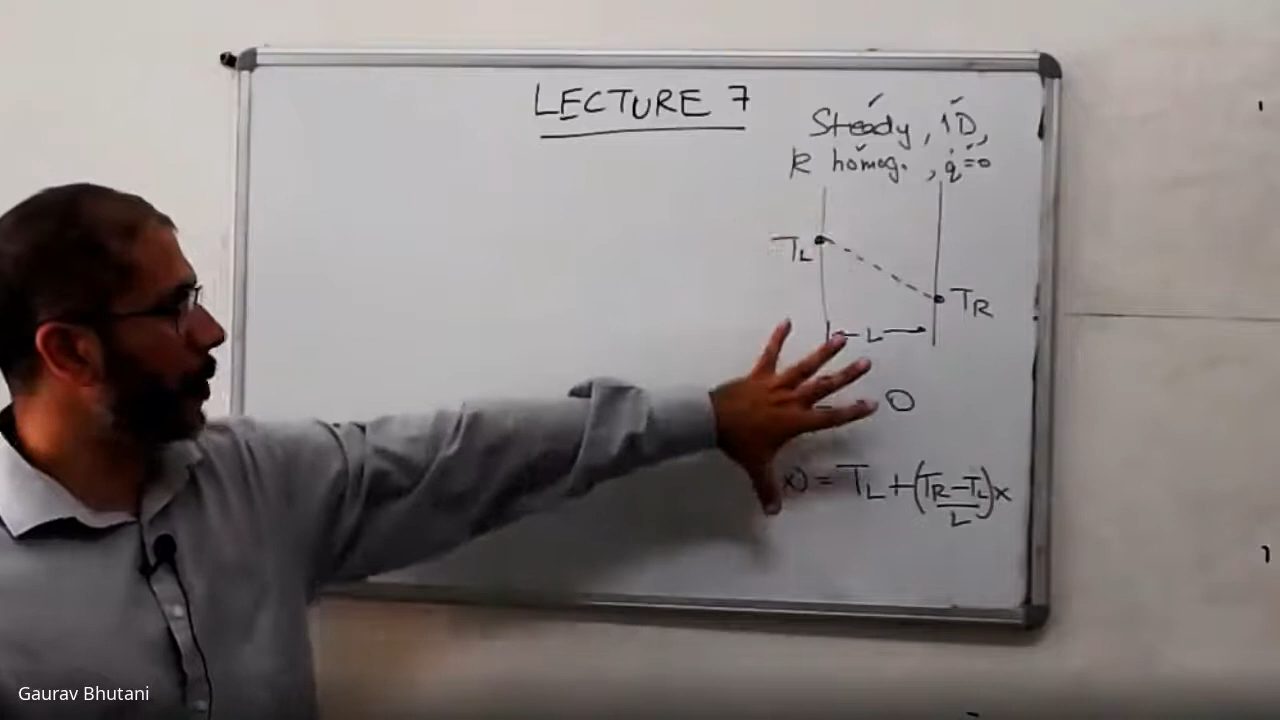 LECTURE 7
Steady, 1D,
k homog., q̇=0
TL
TR
L
0
x) = TL+(TR-TL/L)x
Gaurav Bhutani